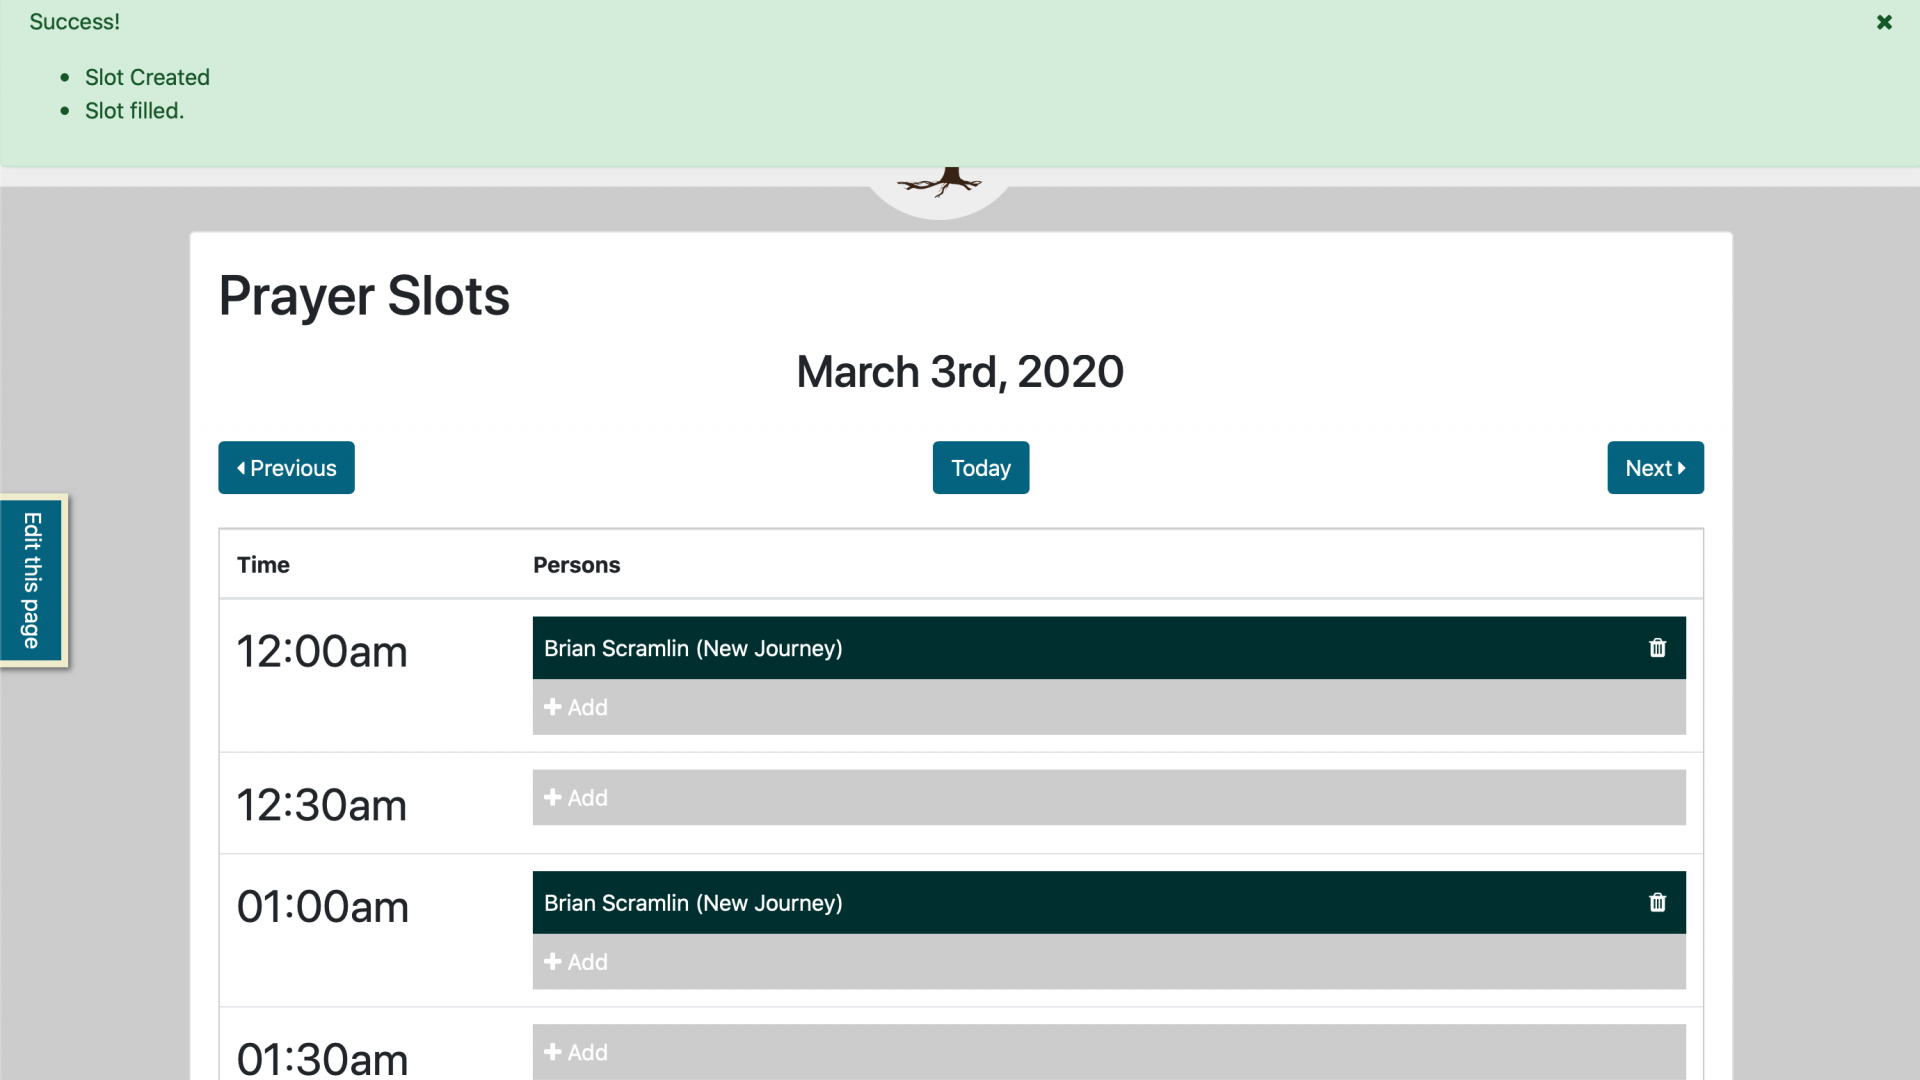 Success!
Slot Created
Slot filled.
Prayer Slots
March 3rd, 2020
Previous
Today
Next
Edit this page
Time Persons
12:00am Brian Scramlin (New Journey)
Add
12:30am Add
01:00am Brian Scramlin (New Journey)
Add
01:30am Add